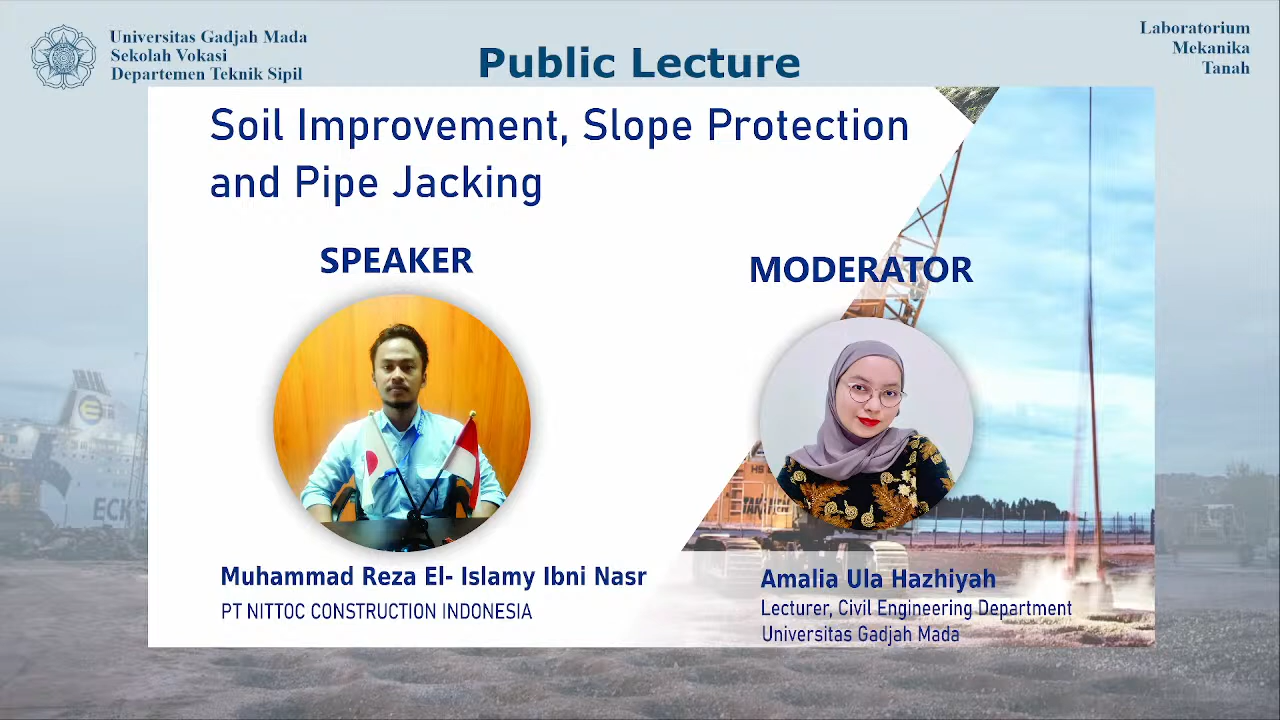 Universitas Gadjah Mada
Sekolah Vokasi
Departemen Teknik Sipil
Laboratorium
Mekanika
Tanah
Public Lecture
Soil Improvement, Slope Protection
and Pipe Jacking
SPEAKER
MODERATOR
Muhammad Reza El- Islamy Ibni Nasr
PT NITTOC CONSTRUCTION INDONESIA
Amalia Ula Hazhiyah
Lecturer, Civil Engineering Department
Universitas Gadjah Mada